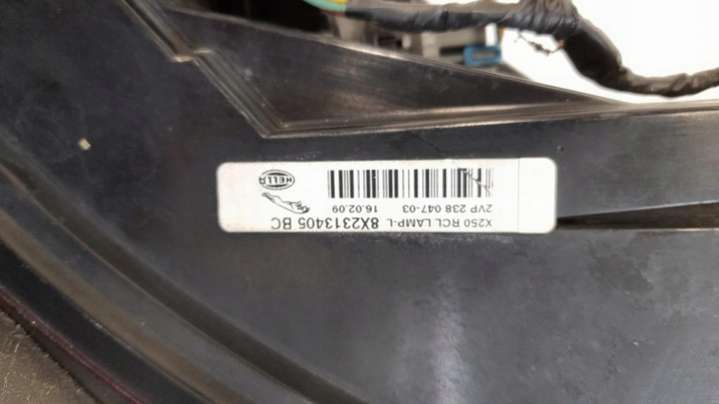 X250 RCL LAMP-L 8X2313405 BC
2VP 238 047-03 16.02.09
HELLA